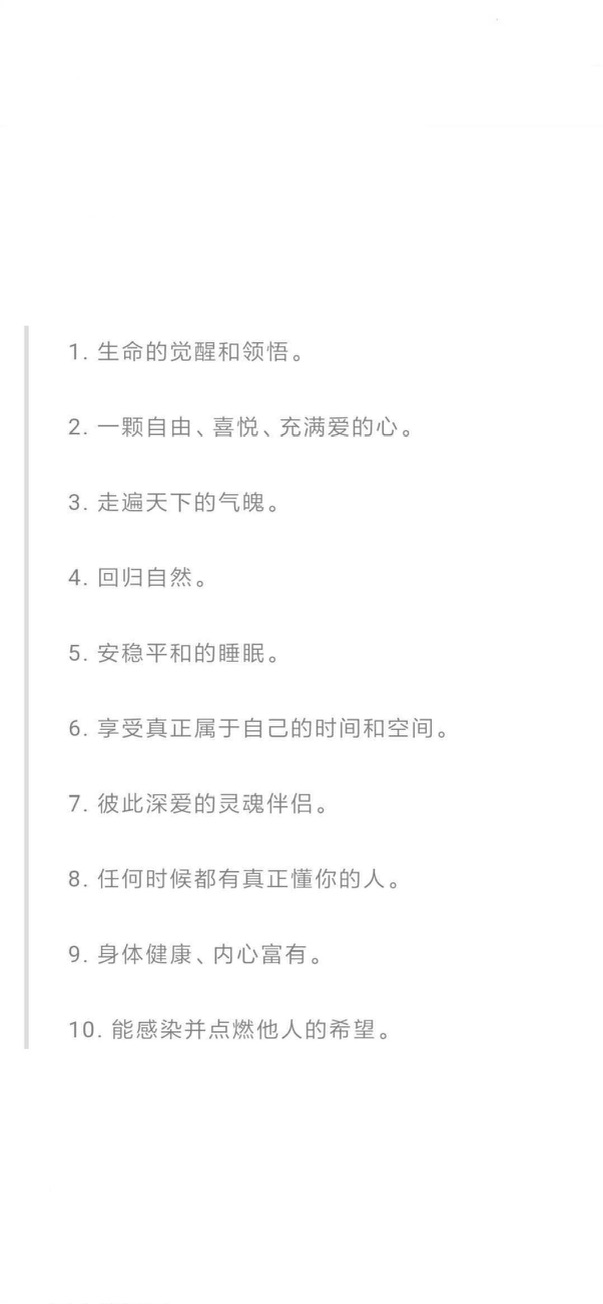 1. 生命的觉醒和领悟。
2. 一颗自由、喜悦、充满爱的心。
3. 走遍天下的气魄。
4. 回归自然。
5. 安稳平和的睡眠。
6. 享受真正属于自己的时间和空间。
7. 彼此深爱的灵魂伴侣。
8. 任何时候都有真正懂你的人。
9. 身体健康、内心富有。
10. 能感染并点燃他人的希望。